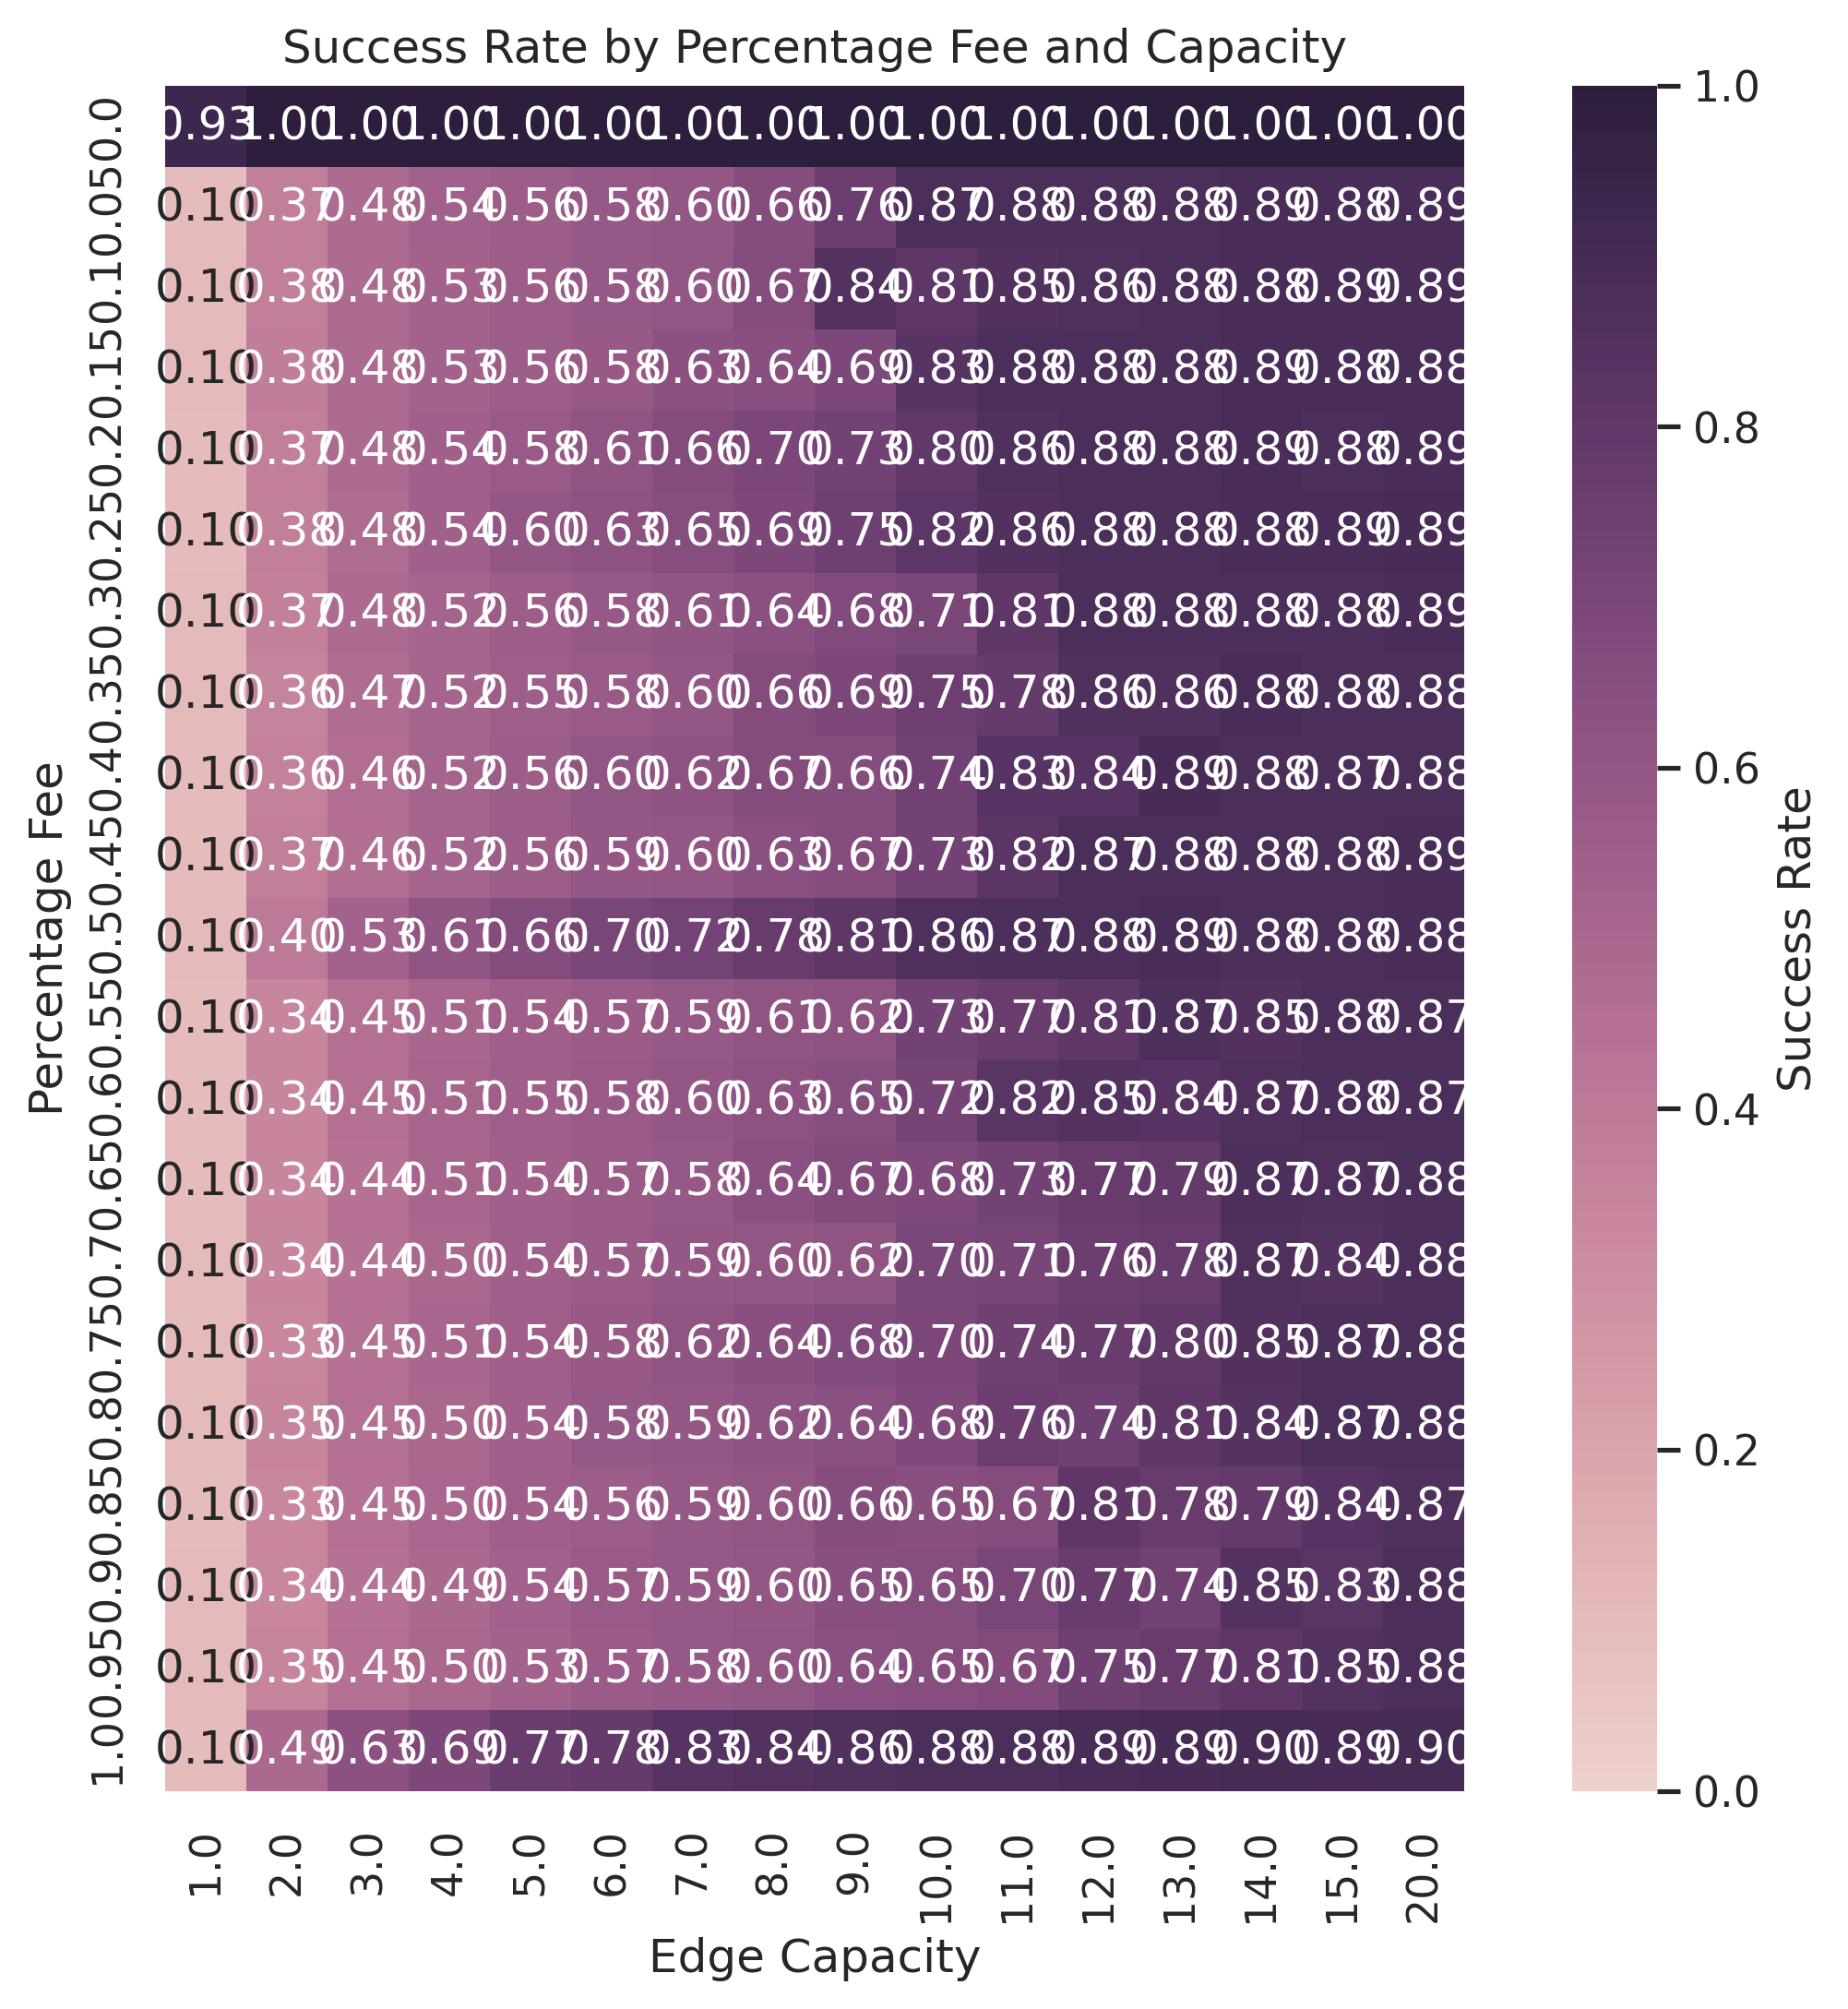 Success Rate by Percentage Fee and Capacity
Percentage Fee
0.0 0.93 1.00 1.00 1.00 1.00 1.00 1.00 1.00 1.00 1.00 1.00 1.00 1.00 1.00 1.00 1.00
0.05 0.10 0.37 0.48 0.54 0.56 0.58 0.60 0.66 0.76 0.87 0.88 0.88 0.88 0.89 0.88 0.89
0.1 0.10 0.38 0.48 0.53 0.56 0.58 0.60 0.67 0.84 0.81 0.85 0.86 0.88 0.88 0.89 0.89
0.15 0.10 0.38 0.48 0.53 0.56 0.58 0.63 0.64 0.69 0.83 0.88 0.88 0.88 0.89 0.88 0.88
0.2 0.10 0.37 0.48 0.54 0.58 0.61 0.66 0.70 0.73 0.80 0.86 0.88 0.88 0.89 0.88 0.89
0.25 0.10 0.38 0.48 0.54 0.60 0.63 0.65 0.69 0.75 0.82 0.86 0.88 0.88 0.88 0.89 0.89
0.3 0.10 0.37 0.48 0.52 0.56 0.58 0.61 0.64 0.68 0.71 0.81 0.88 0.88 0.88 0.88 0.89
0.35 0.10 0.36 0.47 0.52 0.55 0.58 0.60 0.66 0.69 0.75 0.78 0.86 0.86 0.88 0.88 0.88
0.4 0.10 0.36 0.46 0.52 0.56 0.60 0.62 0.67 0.66 0.74 0.83 0.84 0.89 0.88 0.87 0.88
0.45 0.10 0.37 0.46 0.52 0.56 0.59 0.60 0.63 0.67 0.73 0.82 0.87 0.88 0.88 0.88 0.89
0.5 0.10 0.40 0.53 0.61 0.66 0.70 0.72 0.78 0.81 0.86 0.87 0.88 0.89 0.88 0.88 0.88
0.55 0.10 0.34 0.45 0.51 0.54 0.57 0.59 0.61 0.62 0.73 0.77 0.81 0.87 0.85 0.88 0.87
0.6 0.10 0.34 0.45 0.51 0.55 0.58 0.60 0.63 0.65 0.72 0.82 0.85 0.84 0.87 0.88 0.87
0.65 0.10 0.34 0.44 0.51 0.54 0.57 0.58 0.64 0.67 0.68 0.73 0.77 0.79 0.87 0.87 0.88
0.7 0.10 0.34 0.44 0.50 0.54 0.57 0.59 0.60 0.62 0.70 0.71 0.76 0.78 0.87 0.84 0.88
0.75 0.10 0.33 0.45 0.51 0.54 0.58 0.62 0.64 0.68 0.70 0.74 0.77 0.80 0.85 0.87 0.88
0.8 0.10 0.35 0.45 0.50 0.54 0.58 0.59 0.62 0.64 0.68 0.76 0.74 0.81 0.84 0.87 0.88
0.85 0.10 0.33 0.45 0.50 0.54 0.56 0.59 0.60 0.66 0.65 0.67 0.81 0.78 0.79 0.84 0.87
0.9 0.10 0.34 0.44 0.49 0.54 0.57 0.59 0.60 0.65 0.65 0.70 0.77 0.74 0.85 0.83 0.88
0.95 0.10 0.35 0.45 0.50 0.53 0.57 0.58 0.60 0.64 0.65 0.67 0.75 0.77 0.81 0.85 0.88
1.0 0.10 0.49 0.63 0.69 0.77 0.78 0.83 0.84 0.86 0.88 0.88 0.89 0.89 0.90 0.89 0.90
1.0 2.0 3.0 4.0 5.0 6.0 7.0 8.0 9.0 10.0 11.0 12.0 13.0 14.0 15.0 20.0
Edge Capacity
1.0
0.8
0.6
0.4
0.2
0.0
Success Rate